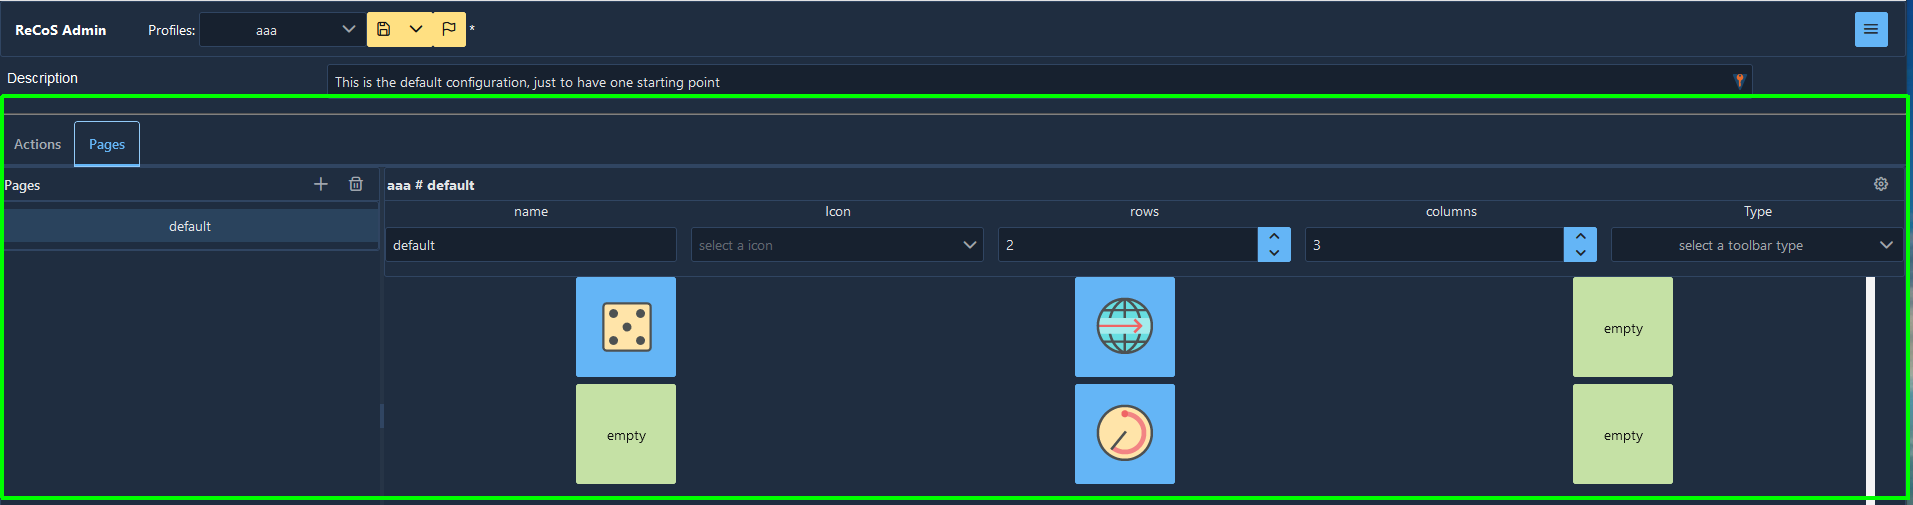 ReCoS Admin Profiles: aaa *
Description This is the default configuration, just to have one starting point
Actions Pages
Pages aaa # default
name Icon rows columns Type
default
default select a icon 2 3 select a toolbar type
empty
empty empty